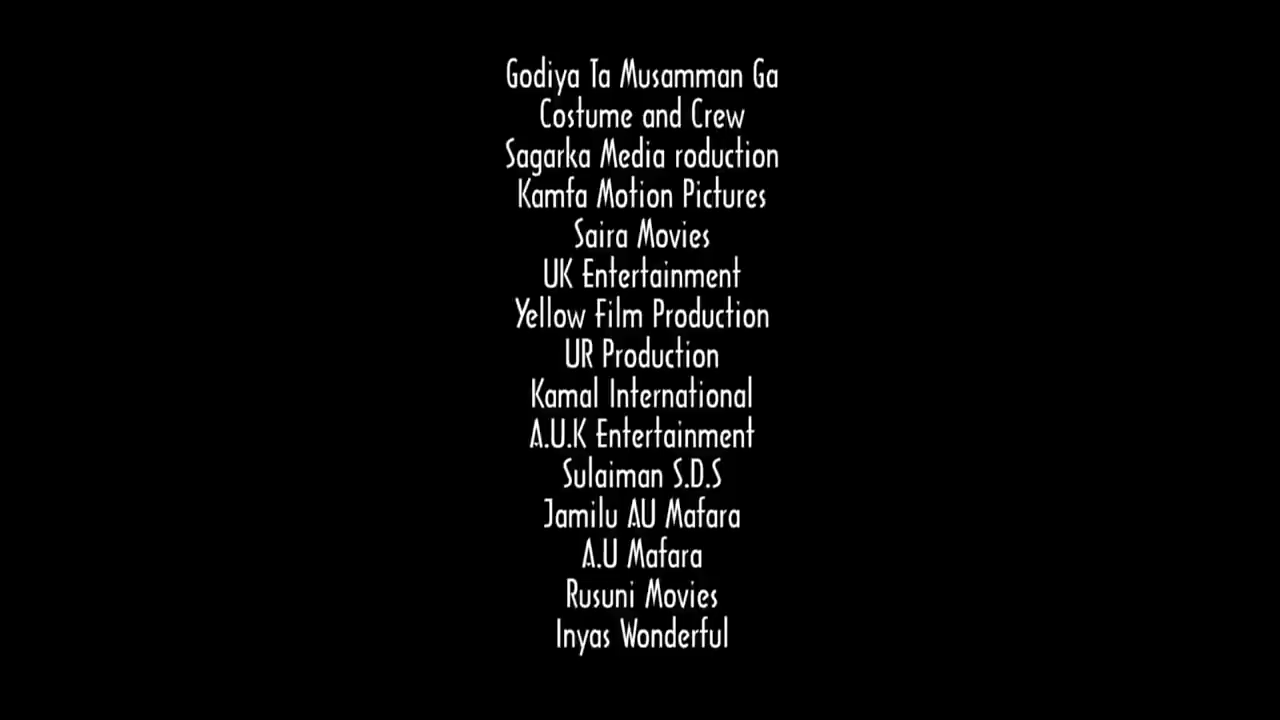 Godiya Ta Musamman Ga
Costume and Crew
Sagarka Media roduction
Kamfa Motion Pictures
Saira Movies
UK Entertainment
Yellow Film Production
UR Production
Kamal International
A.U.K Entertainment
Sulaiman S.D.S
Jamilu AU Mafara
A.U Mafara
Rusuni Movies
Inyas Wonderful